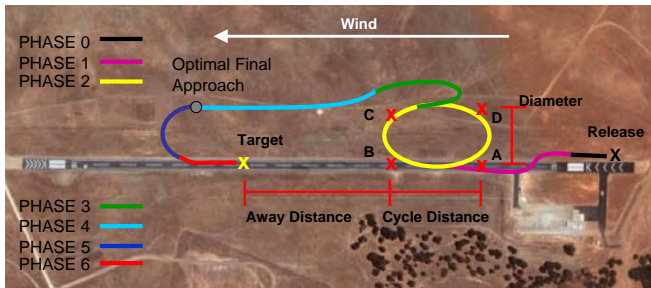 Wind
PHASE 0
PHASE 1
PHASE 2
Optimal Final
Approach
Target
C
D
B
A
Diameter
Release
X
Away Distance
Cycle Distance
PHASE 3
PHASE 4
PHASE 5
PHASE 6